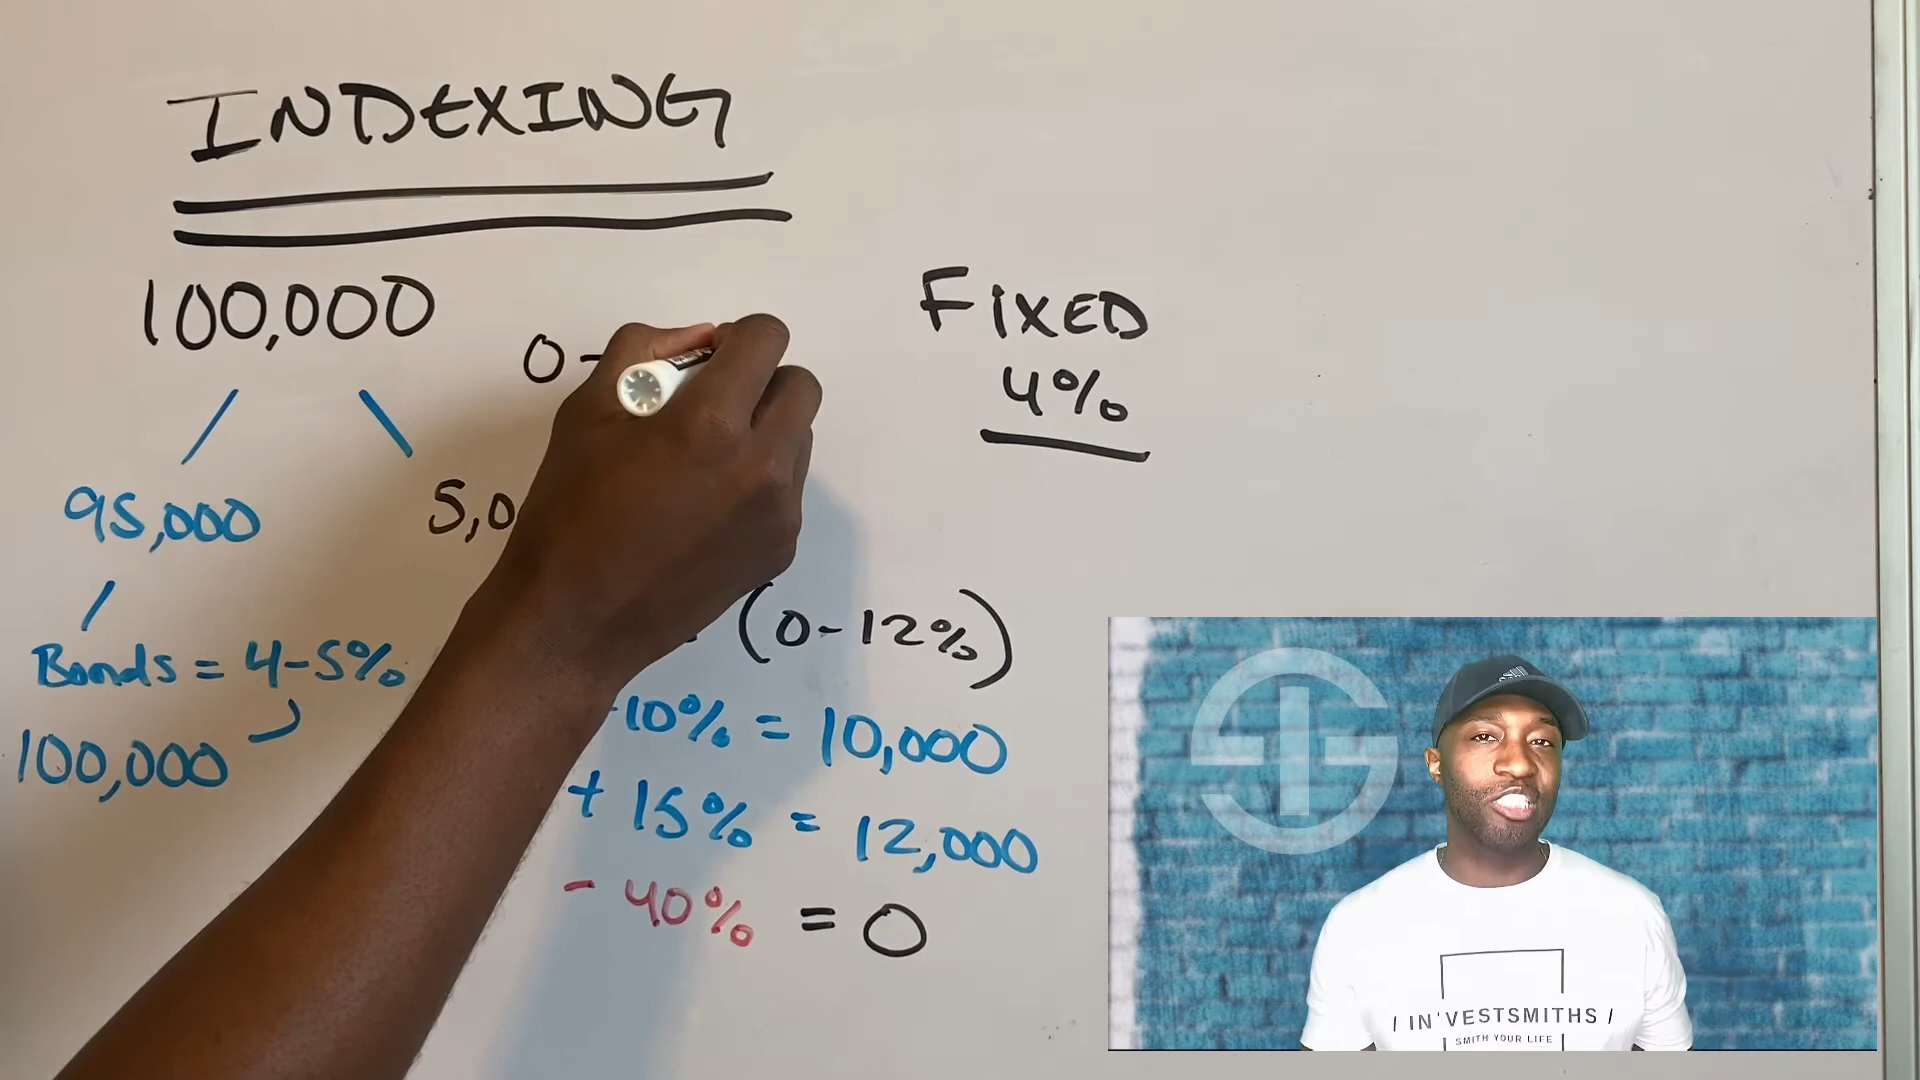 INDEXING
100,000
0-
FIXED
4%
95,000
5,0
(0-12%)
Bonds = 4-5%
100,000
10% = 10,000
+ 15% = 12,000
- 40% = 0
/ IN'VESTSMITHS /
SMITH YOUR LIFE